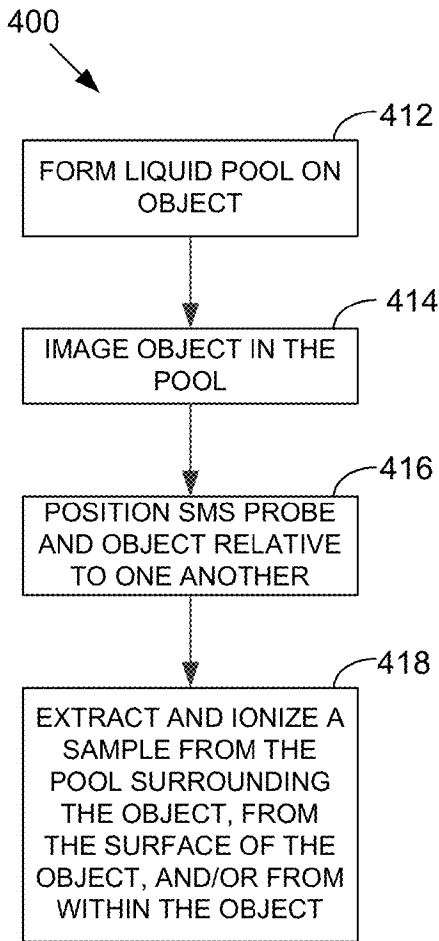 400
412
FORM LIQUID POOL ON
OBJECT
414
IMAGE OBJECT IN THE
POOL
416
POSITION SMS PROBE
AND OBJECT RELATIVE
TO ONE ANOTHER
418
EXTRACT AND IONIZE A
SAMPLE FROM THE
POOL SURROUNDING
THE OBJECT, FROM
THE SURFACE OF THE
OBJECT, AND/OR FROM
WITHIN THE OBJECT